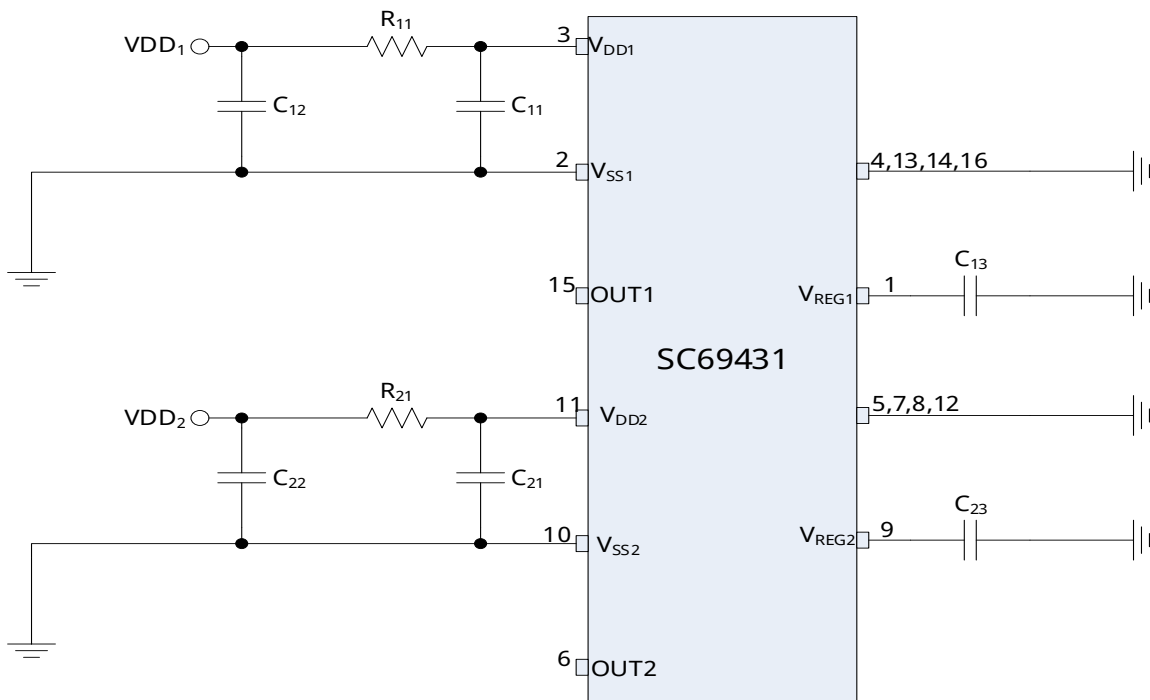 R11
VDD1
3
VDD1
C12
C11
2
VSS1
4,13,14,16
C13
15
OUT1
VREG1
1
SC69431
R21
VDD2
11
VDD2
5,7,8,12
C22
C21
C23
10
VSS2
VREG2
9
6
OUT2